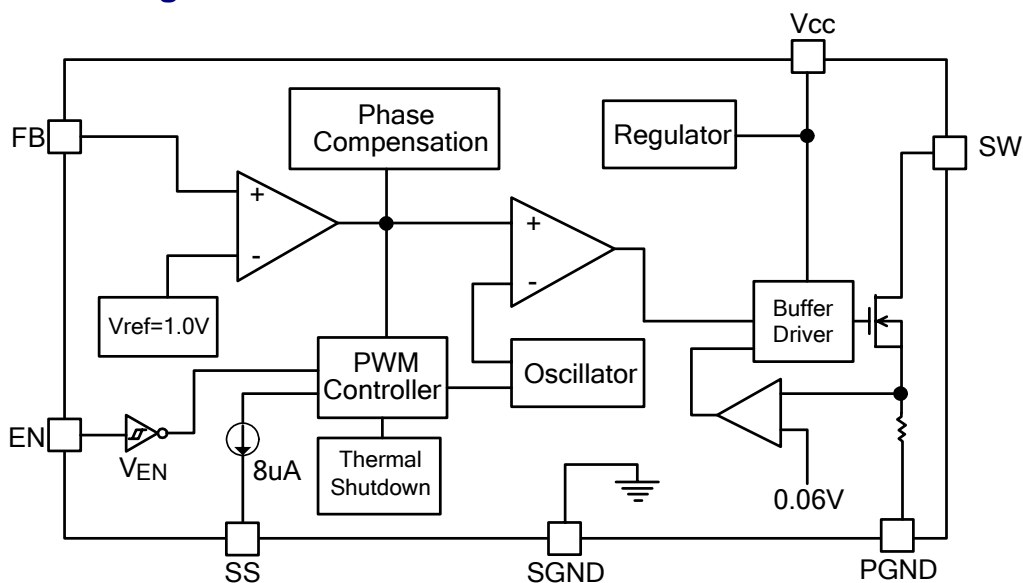 Vcc
FB
Phase
Compensation
Regulator
SW
+
-
+
-
Vref=1.0V
Buffer
Driver
PWM
Controller
Oscillator
EN
VEN
8uA
Thermal
Shutdown
0.06V
SS
SGND
PGND